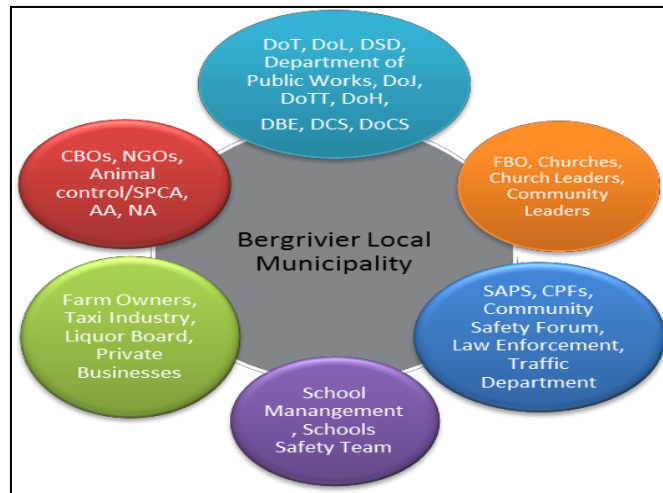 DoT, DoL, DSD,
Department of
Public Works, DoJ,
DoTT, DoH,
DBE, DCS, DoCS
CBOs, NGOs,
Animal
control/SPCA,
AA, NA
FBO, Churches,
Church Leaders,
Community
Leaders
Bergrivier Local
Municipality
Farm Owners,
Taxi Industry,
Liquor Board,
Private
Businesses
SAPS, CPFs,
Community
Safety Forum,
Law Enforcement,
Traffic
Department
School
Manangement
, Schools
Safety Team